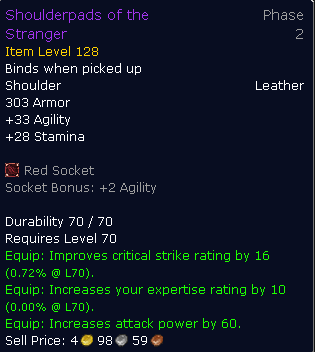 Shoulderpads of the Phase
Stranger 2
Item Level 128
Binds when picked up
Shoulder Leather
303 Armor
+33 Agility
+28 Stamina
Red Socket
Socket Bonus: +2 Agility
Durability 70 / 70
Requires Level 70
Equip: Improves critical strike rating by 16
(0.72% @ L70).
Equip: Increases your expertise rating by 10
(0.00% @ L70).
Equip: Increases attack power by 60.
Sell Price: 4 98 59